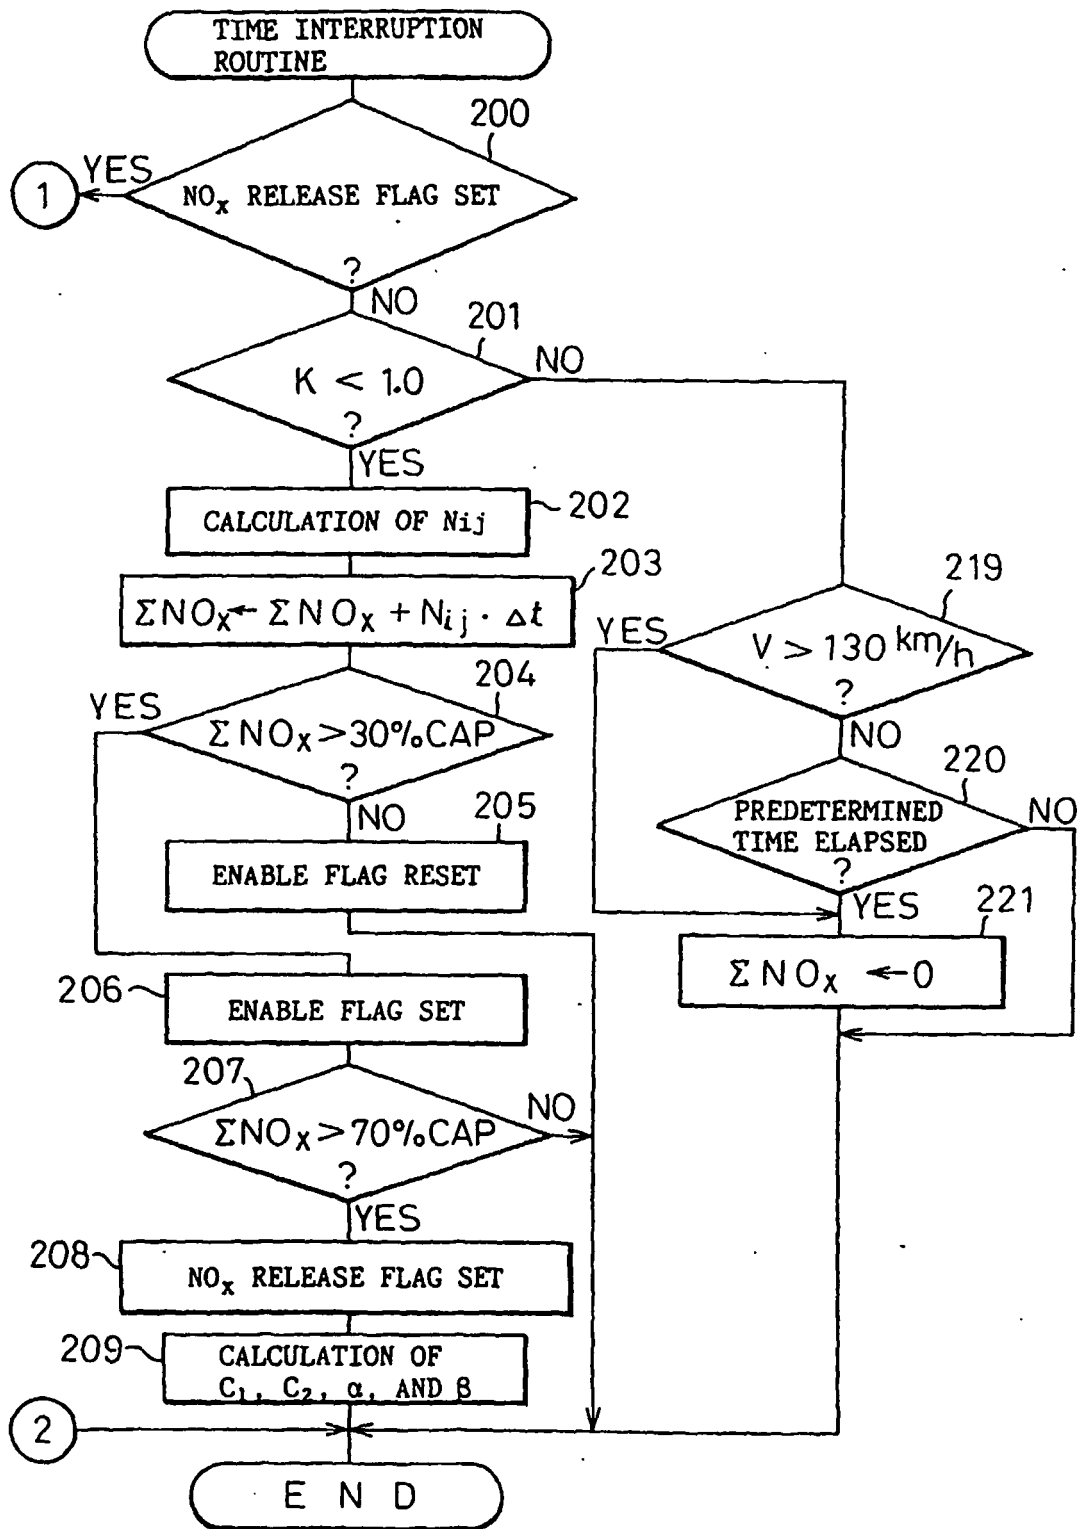 TIME INTERRUPTION
ROUTINE
200
YES
1
NOx RELEASE FLAG SET
?
NO
201
NO
K < 1.0
?
YES
CALCULATION OF Nij
202
203
ΣNOx ← ΣNOx + Nij · Δt
219
YES
V > 130 km/h
?
NO
204
YES
ΣNOx > 30%CAP
?
NO
220
PREDETERMINED
TIME ELAPSED
?
NO
YES
205
ENABLE FLAG RESET
221
ΣNOx ← 0
206
ENABLE FLAG SET
207
NO
ΣNOx > 70%CAP
?
YES
208
NOx RELEASE FLAG SET
209
CALCULATION OF
C1, C2, α, AND β
2
END